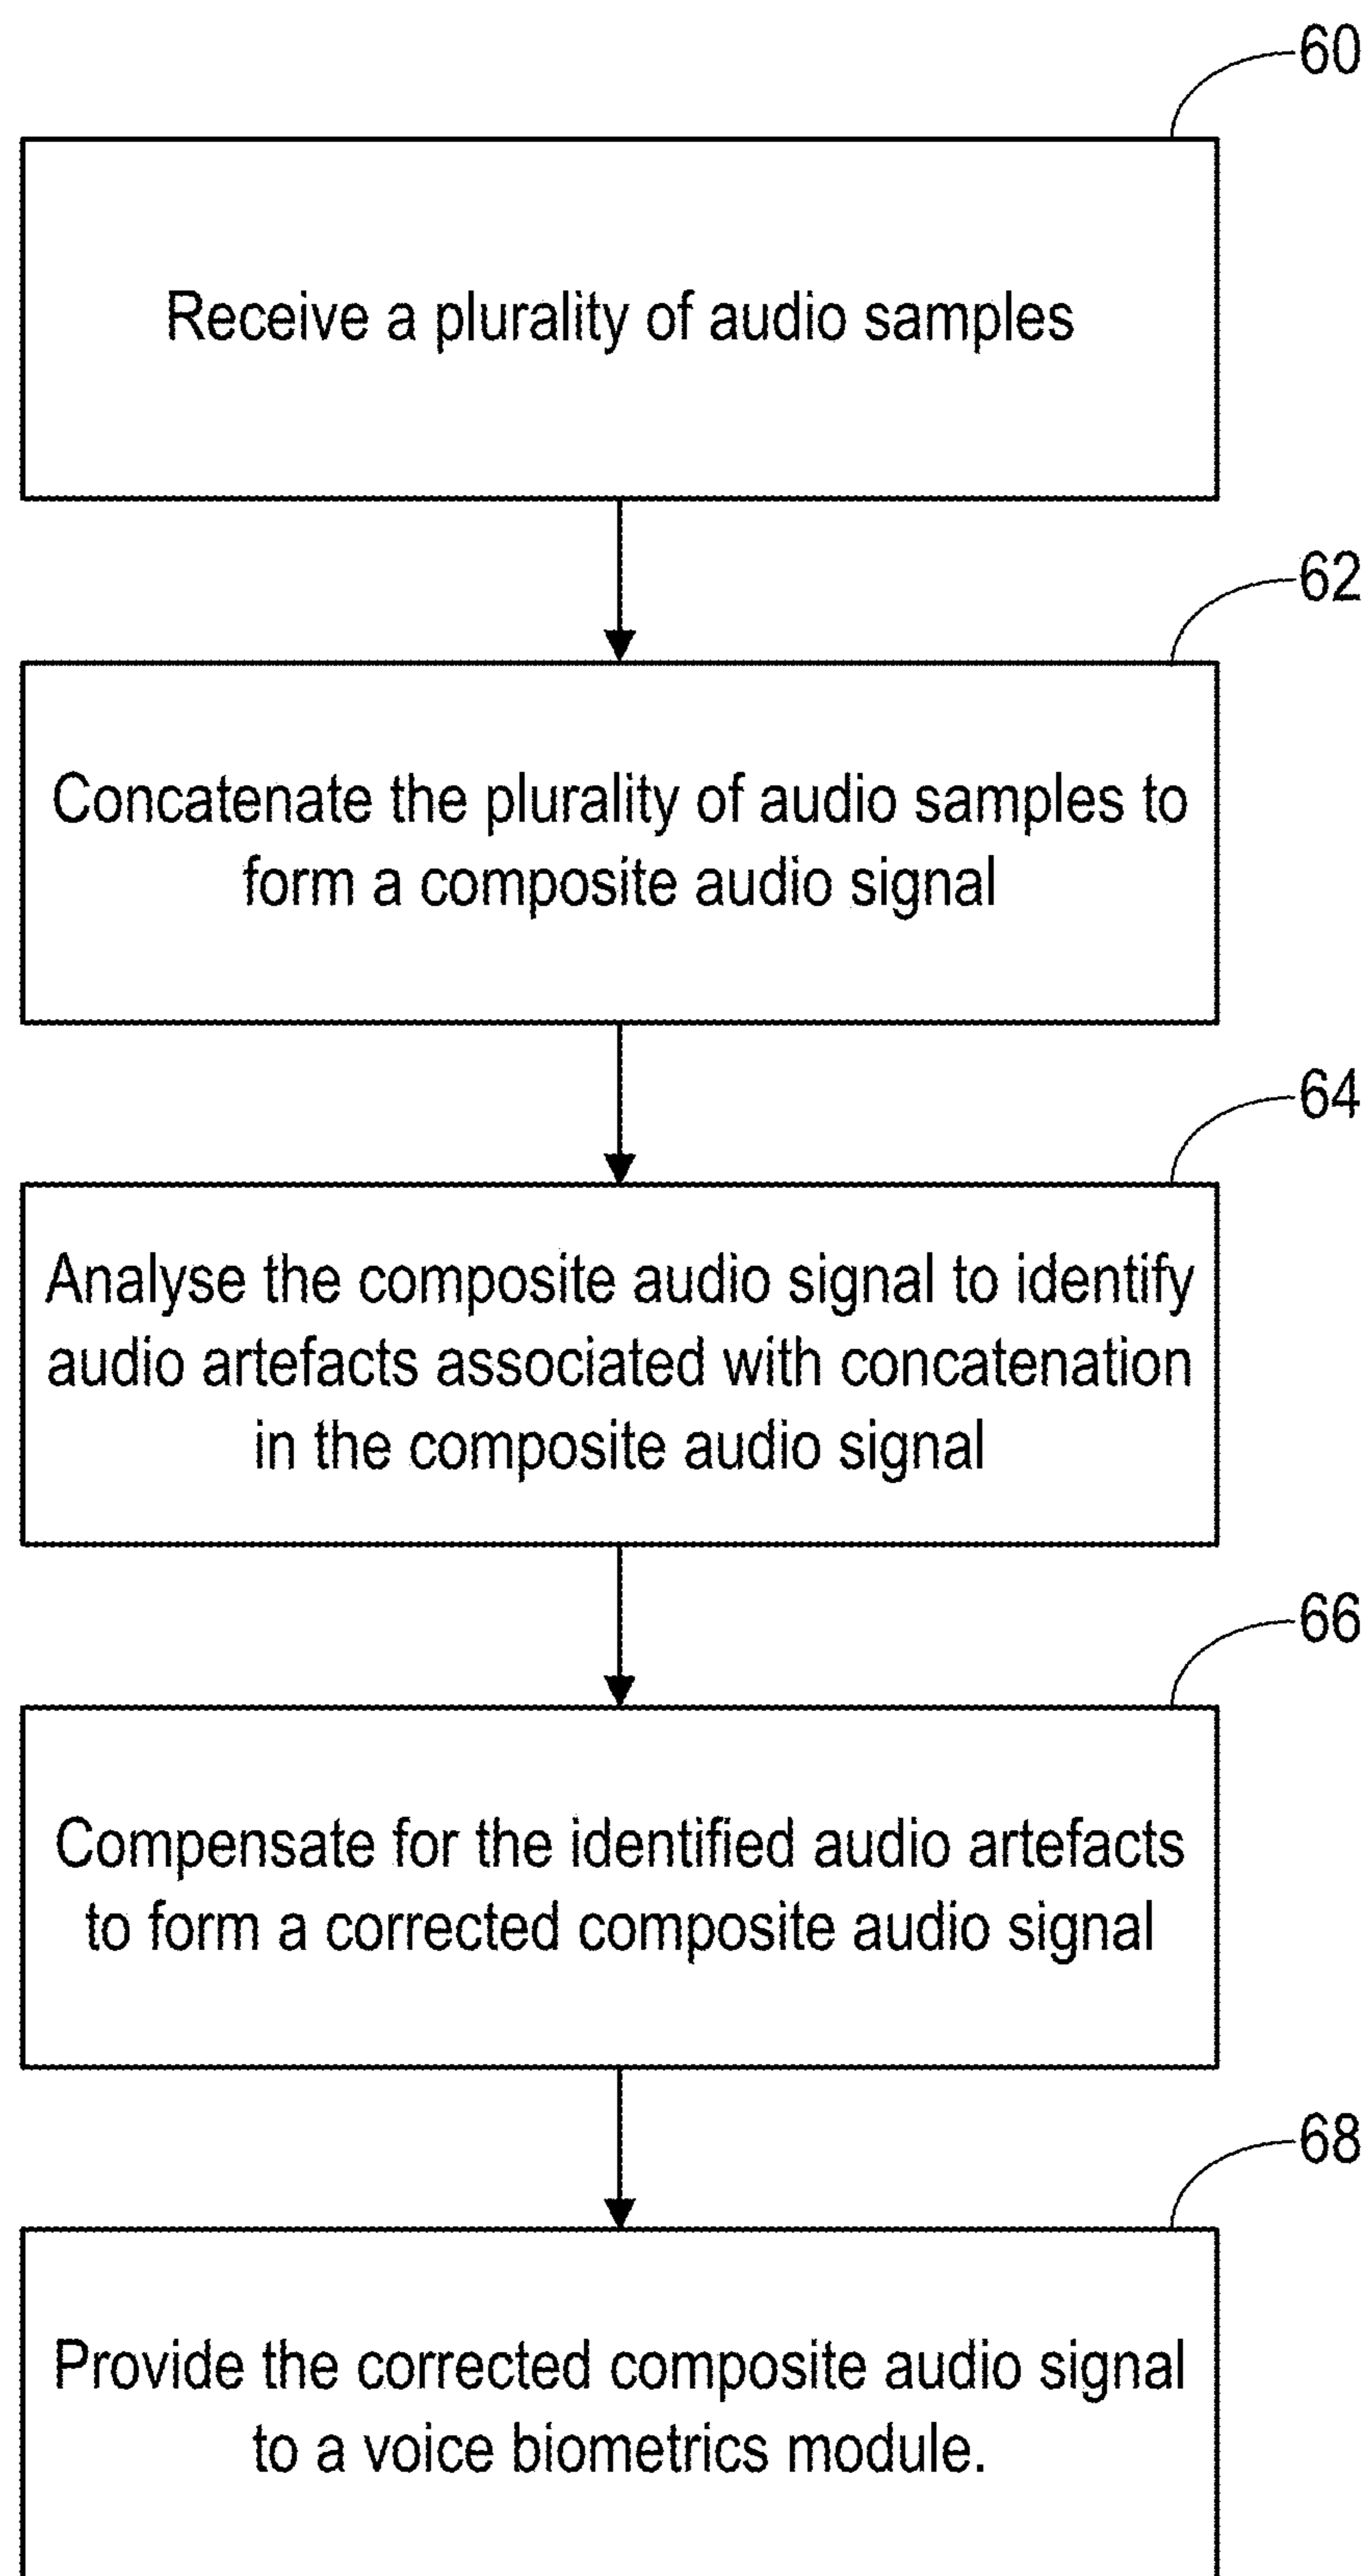 60
Receive a plurality of audio samples
62
Concatenate the plurality of audio samples to
form a composite audio signal
64
Analyse the composite audio signal to identify
audio artefacts associated with concatenation
in the composite audio signal
66
Compensate for the identified audio artefacts
to form a corrected composite audio signal
68
Provide the corrected composite audio signal
to a voice biometrics module.